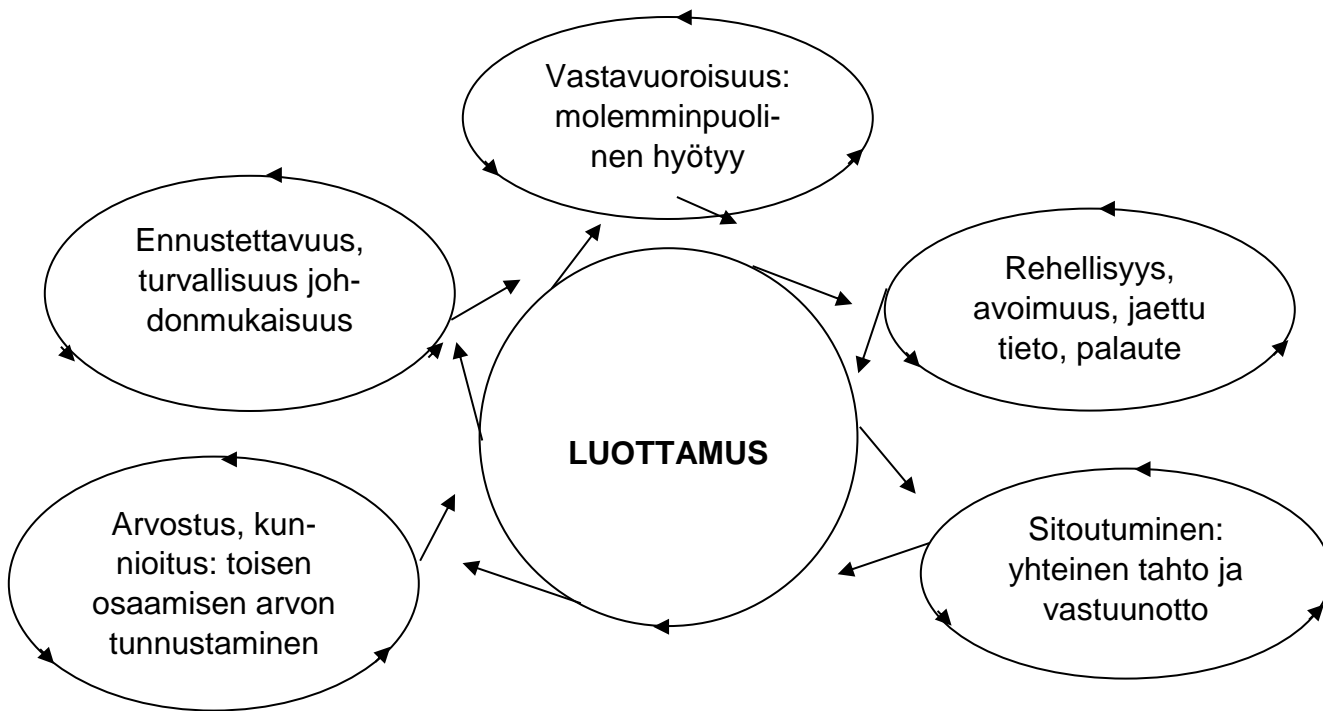 Vastavuoroisuus:
molemminpuoli-
nen hyötyy
Ennustettavuus,
turvallisuus joh-
donmukaisuus
Rehellisyys,
avoimuus, jaettu
tieto, palaute
LUOTTAMUS
Arvostus, kun-
nioitus: toisen
osaamisen arvon
tunnustaminen
Sitoutuminen:
yhteinen tahto ja
vastuunotto